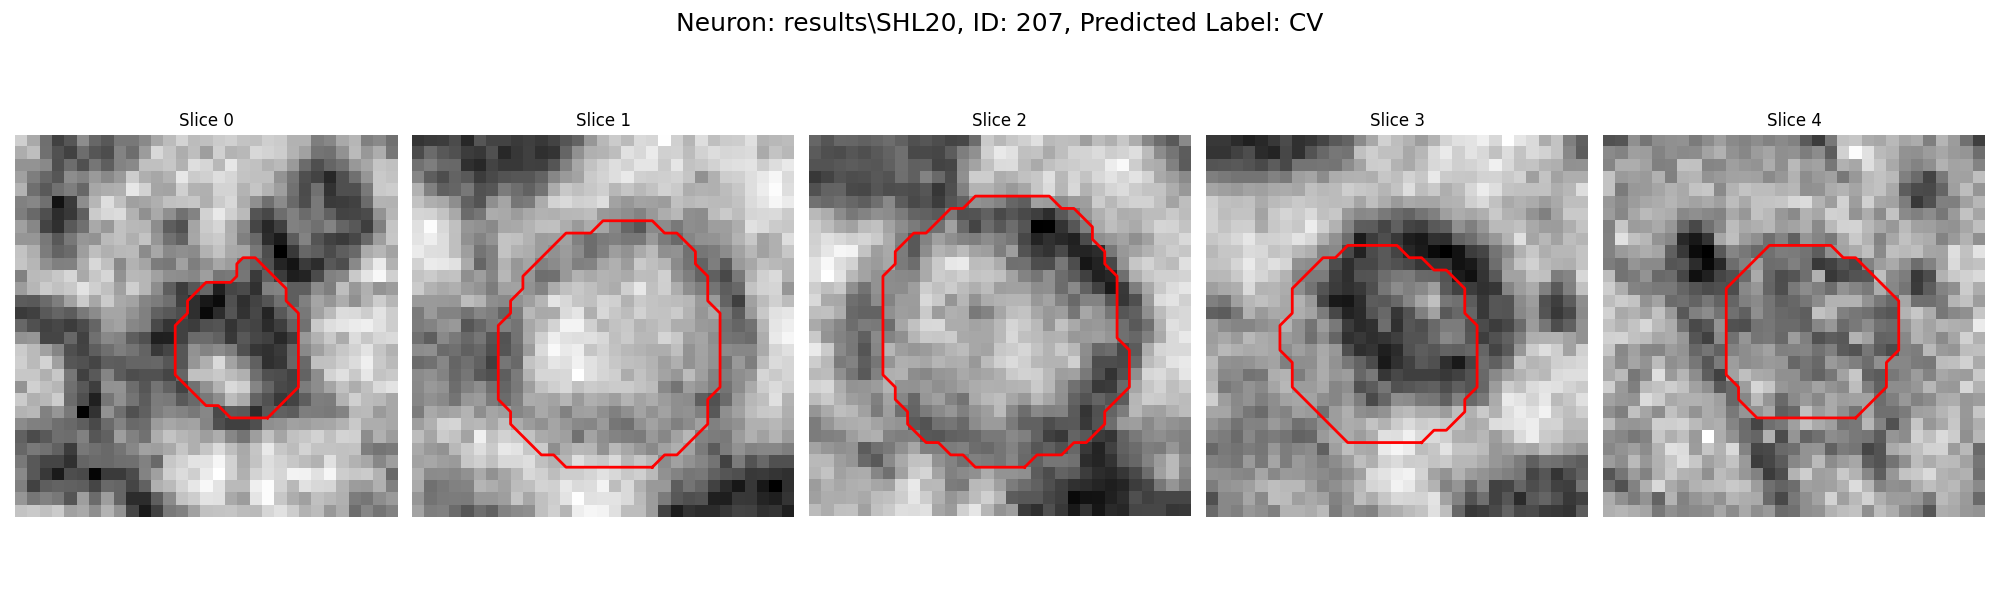 Neuron: results\SHL20, ID: 207, Predicted Label: CV
Slice 0
Slice 1
Slice 2
Slice 3
Slice 4